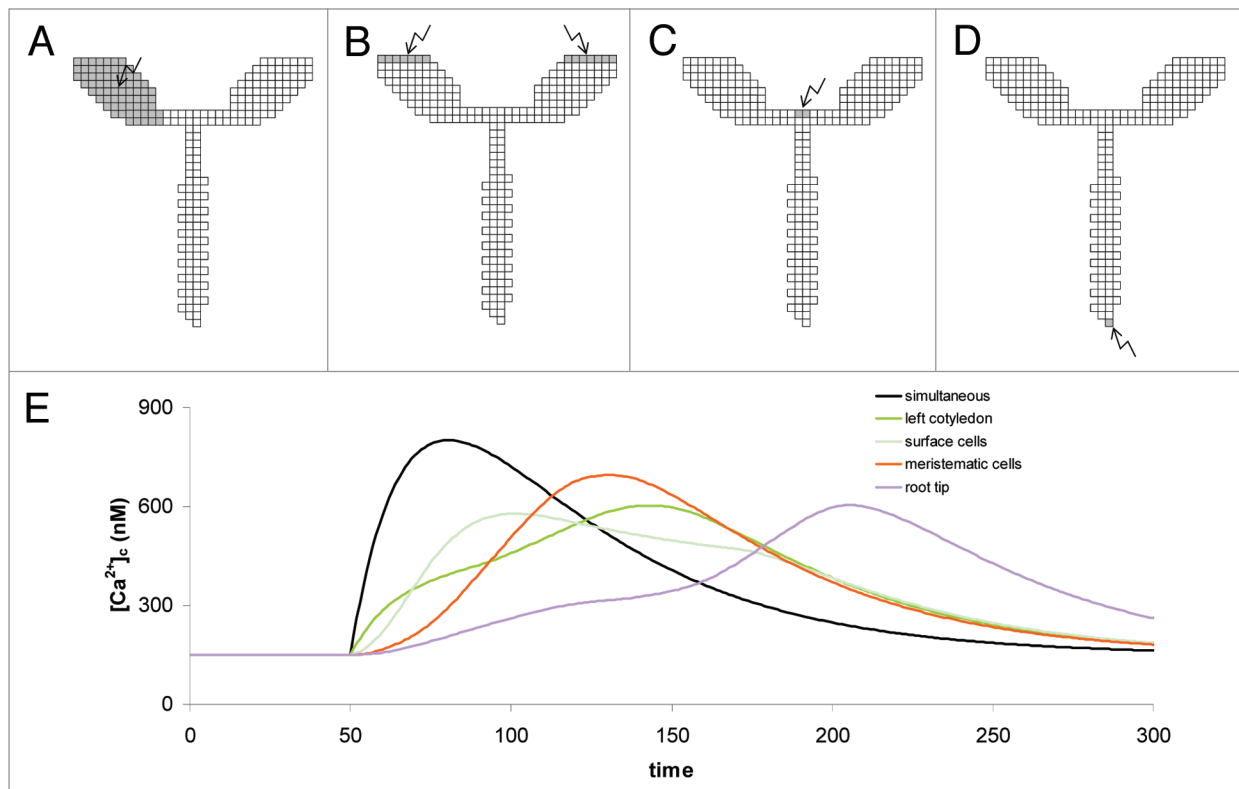 A
B
C
D
E
900
600
300
0
[Ca²⁺]c (nM)
simultaneous
left cotyledon
surface cells
meristematic cells
root tip
0 50 100 150 200 250 300
time